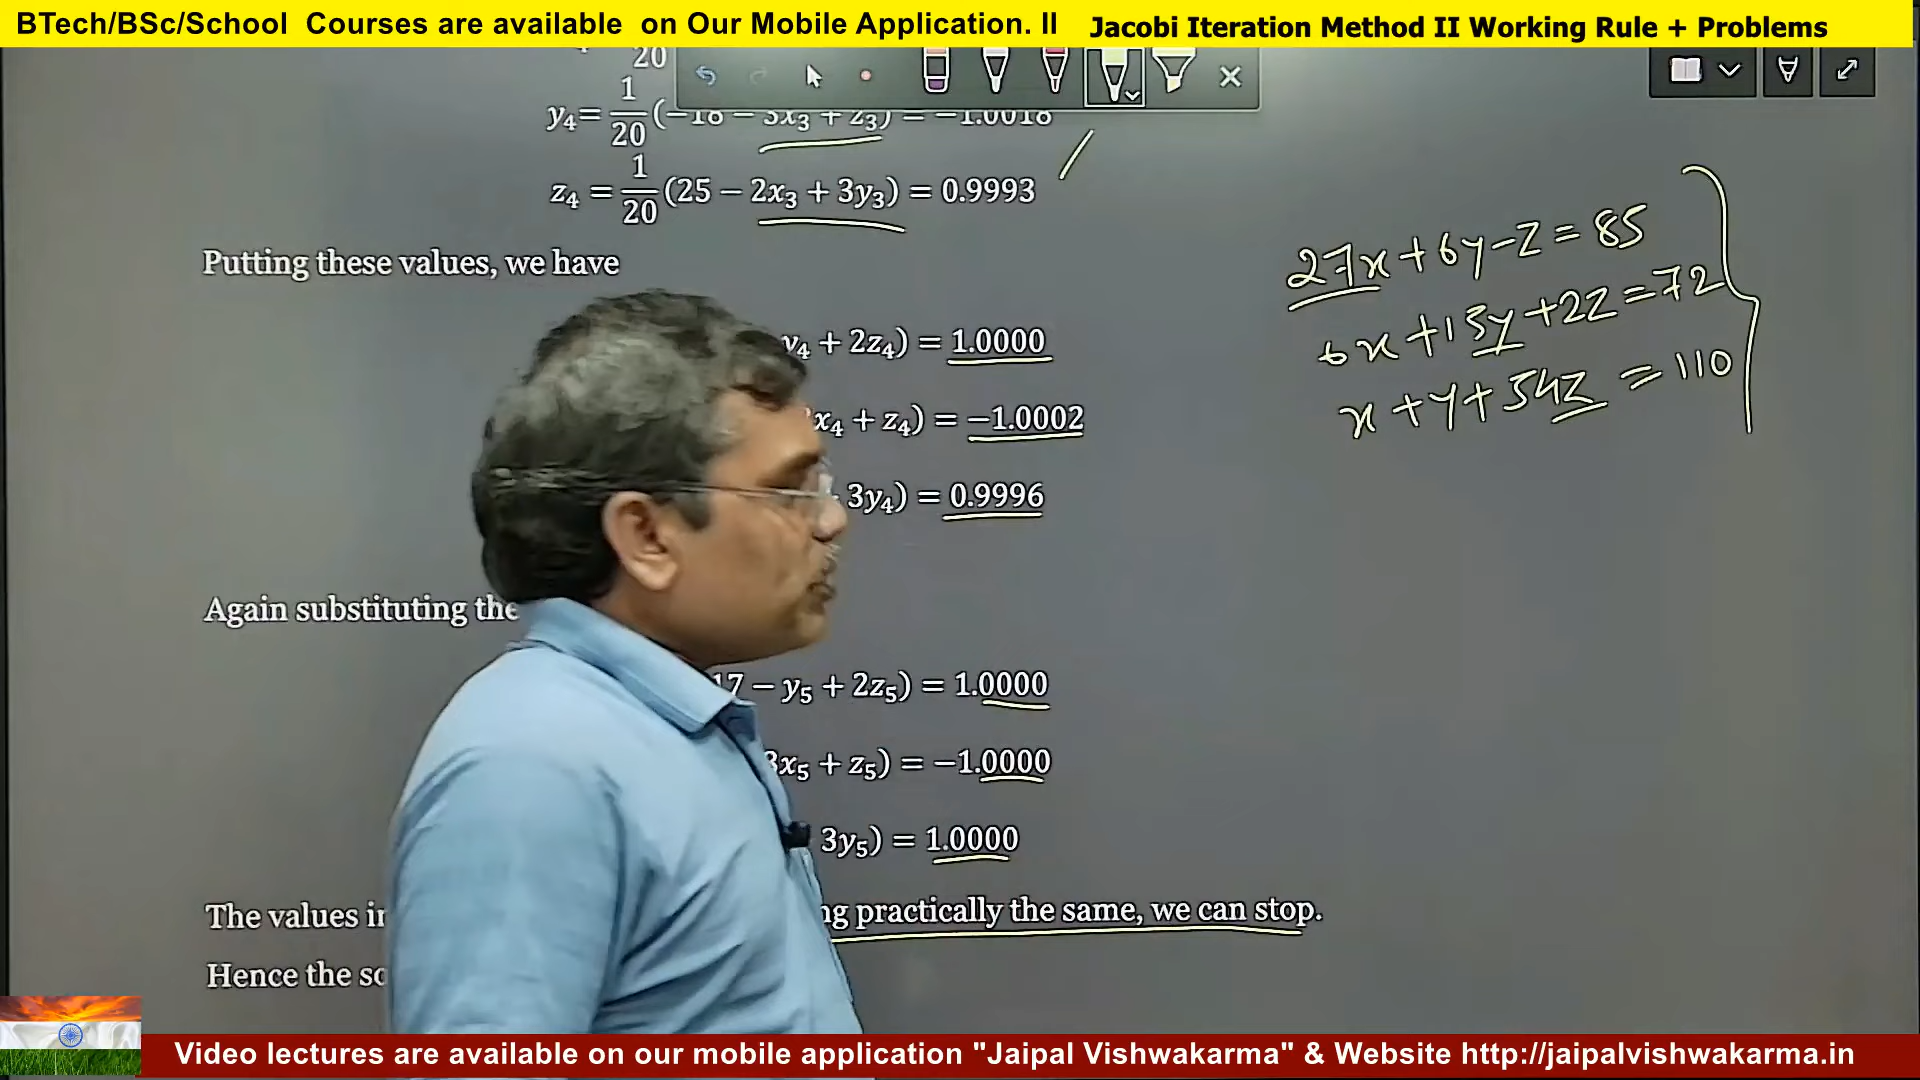 BTech/BSc/School Courses are available on Our Mobile Application. II
Jacobi Iteration Method II Working Rule + Problems
20
y₄= 1/20 (−18 − 3x₃ + z₃) = −1.0018
z₄ = 1/20 (25 − 2x₃ + 3y₃) = 0.9993
Putting these values, we have
y₄ + 2z₄) = 1.0000
x₄ + z₄) = −1.0002
3y₄) = 0.9996
Again substituting the
17 − y₅ + 2z₅) = 1.0000
3x₅ + z₅) = −1.0000
3y₅) = 1.0000
The values in practically the same, we can stop.
Hence the
27x+6y-z=85
6x+15y+2z=72
x+y+54z=110
Video lectures are available on our mobile application "Jaipal Vishwakarma" & Website http://jaipalvishwakarma.in